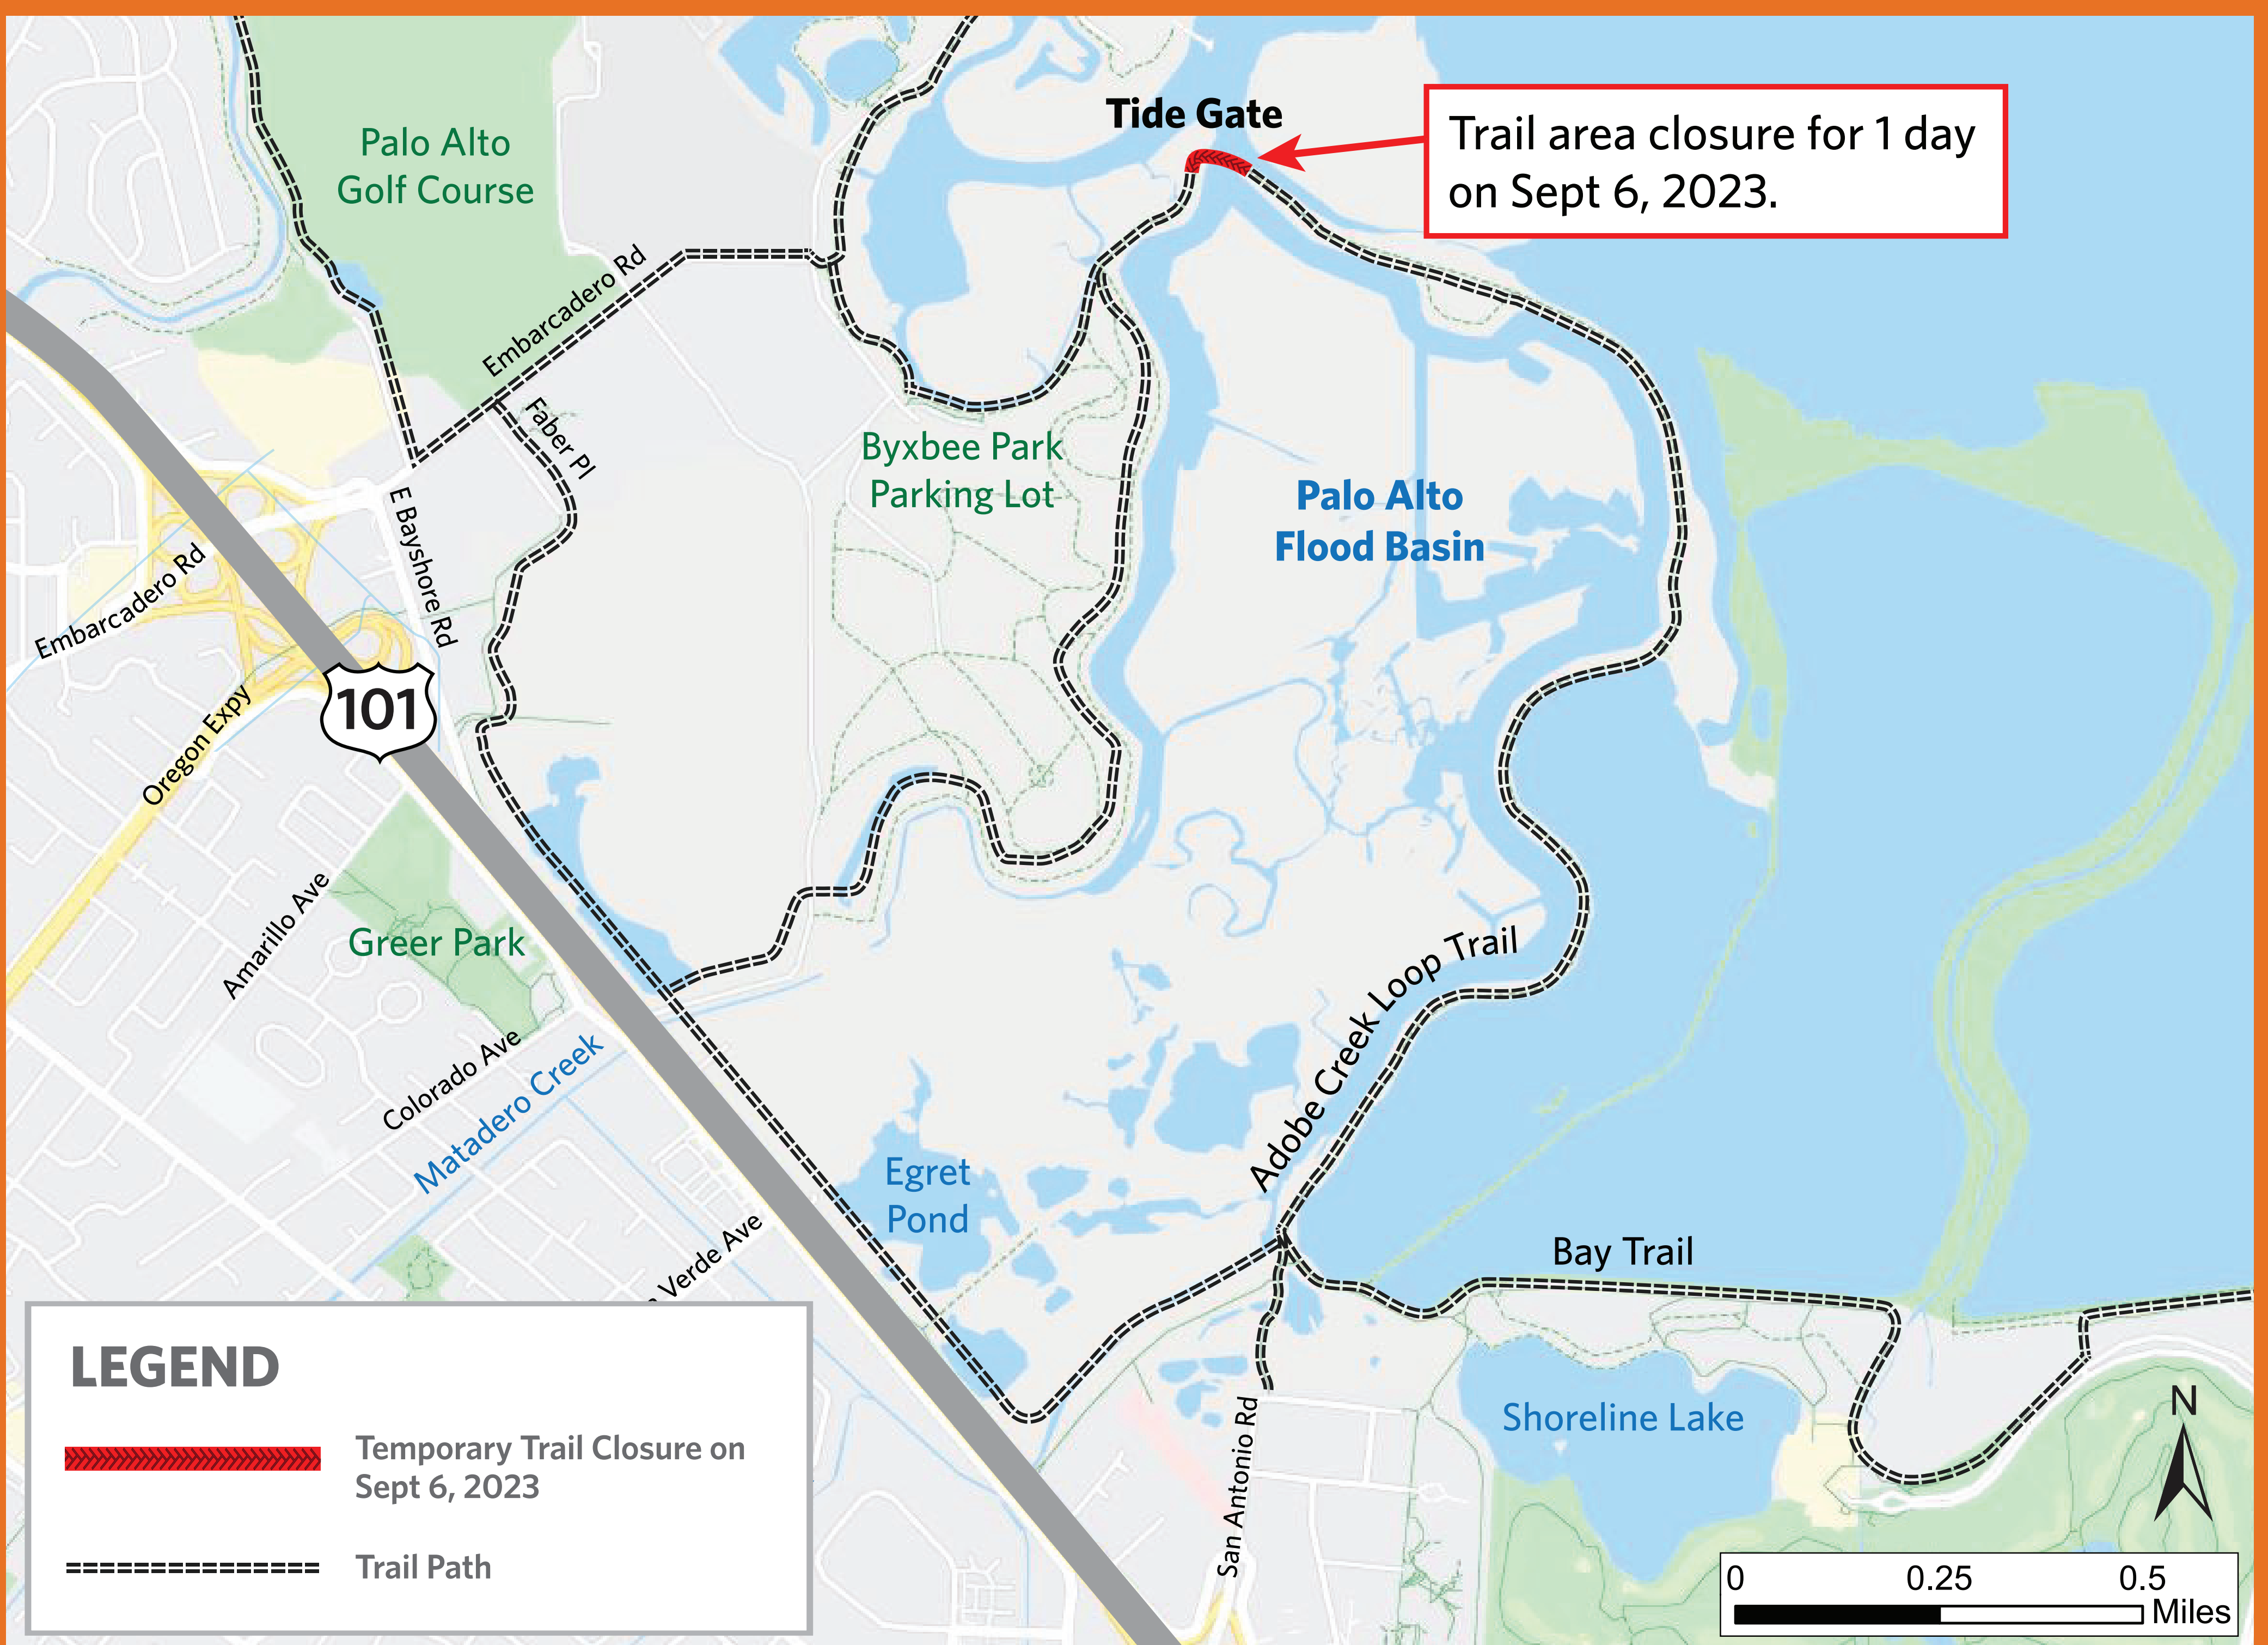 Tide Gate
Trail area closure for 1 day
on Sept 6, 2023.
Palo Alto
Golf Course
Embarcadero Rd
Faber Pl
Byxbee Park
Parking Lot
Palo Alto
Flood Basin
E Bayshore Rd
Embarcadero Rd
101
Oregon Expy
Amarillo Ave
Greer Park
Colorado Ave
Matadero Creek
Adobe Creek Loop Trail
Egret
Pond
Verde Ave
Bay Trail
Shoreline Lake
San Antonio Rd
N
LEGEND
Temporary Trail Closure on
Sept 6, 2023
Trail Path
0 0.25 0.5
Miles